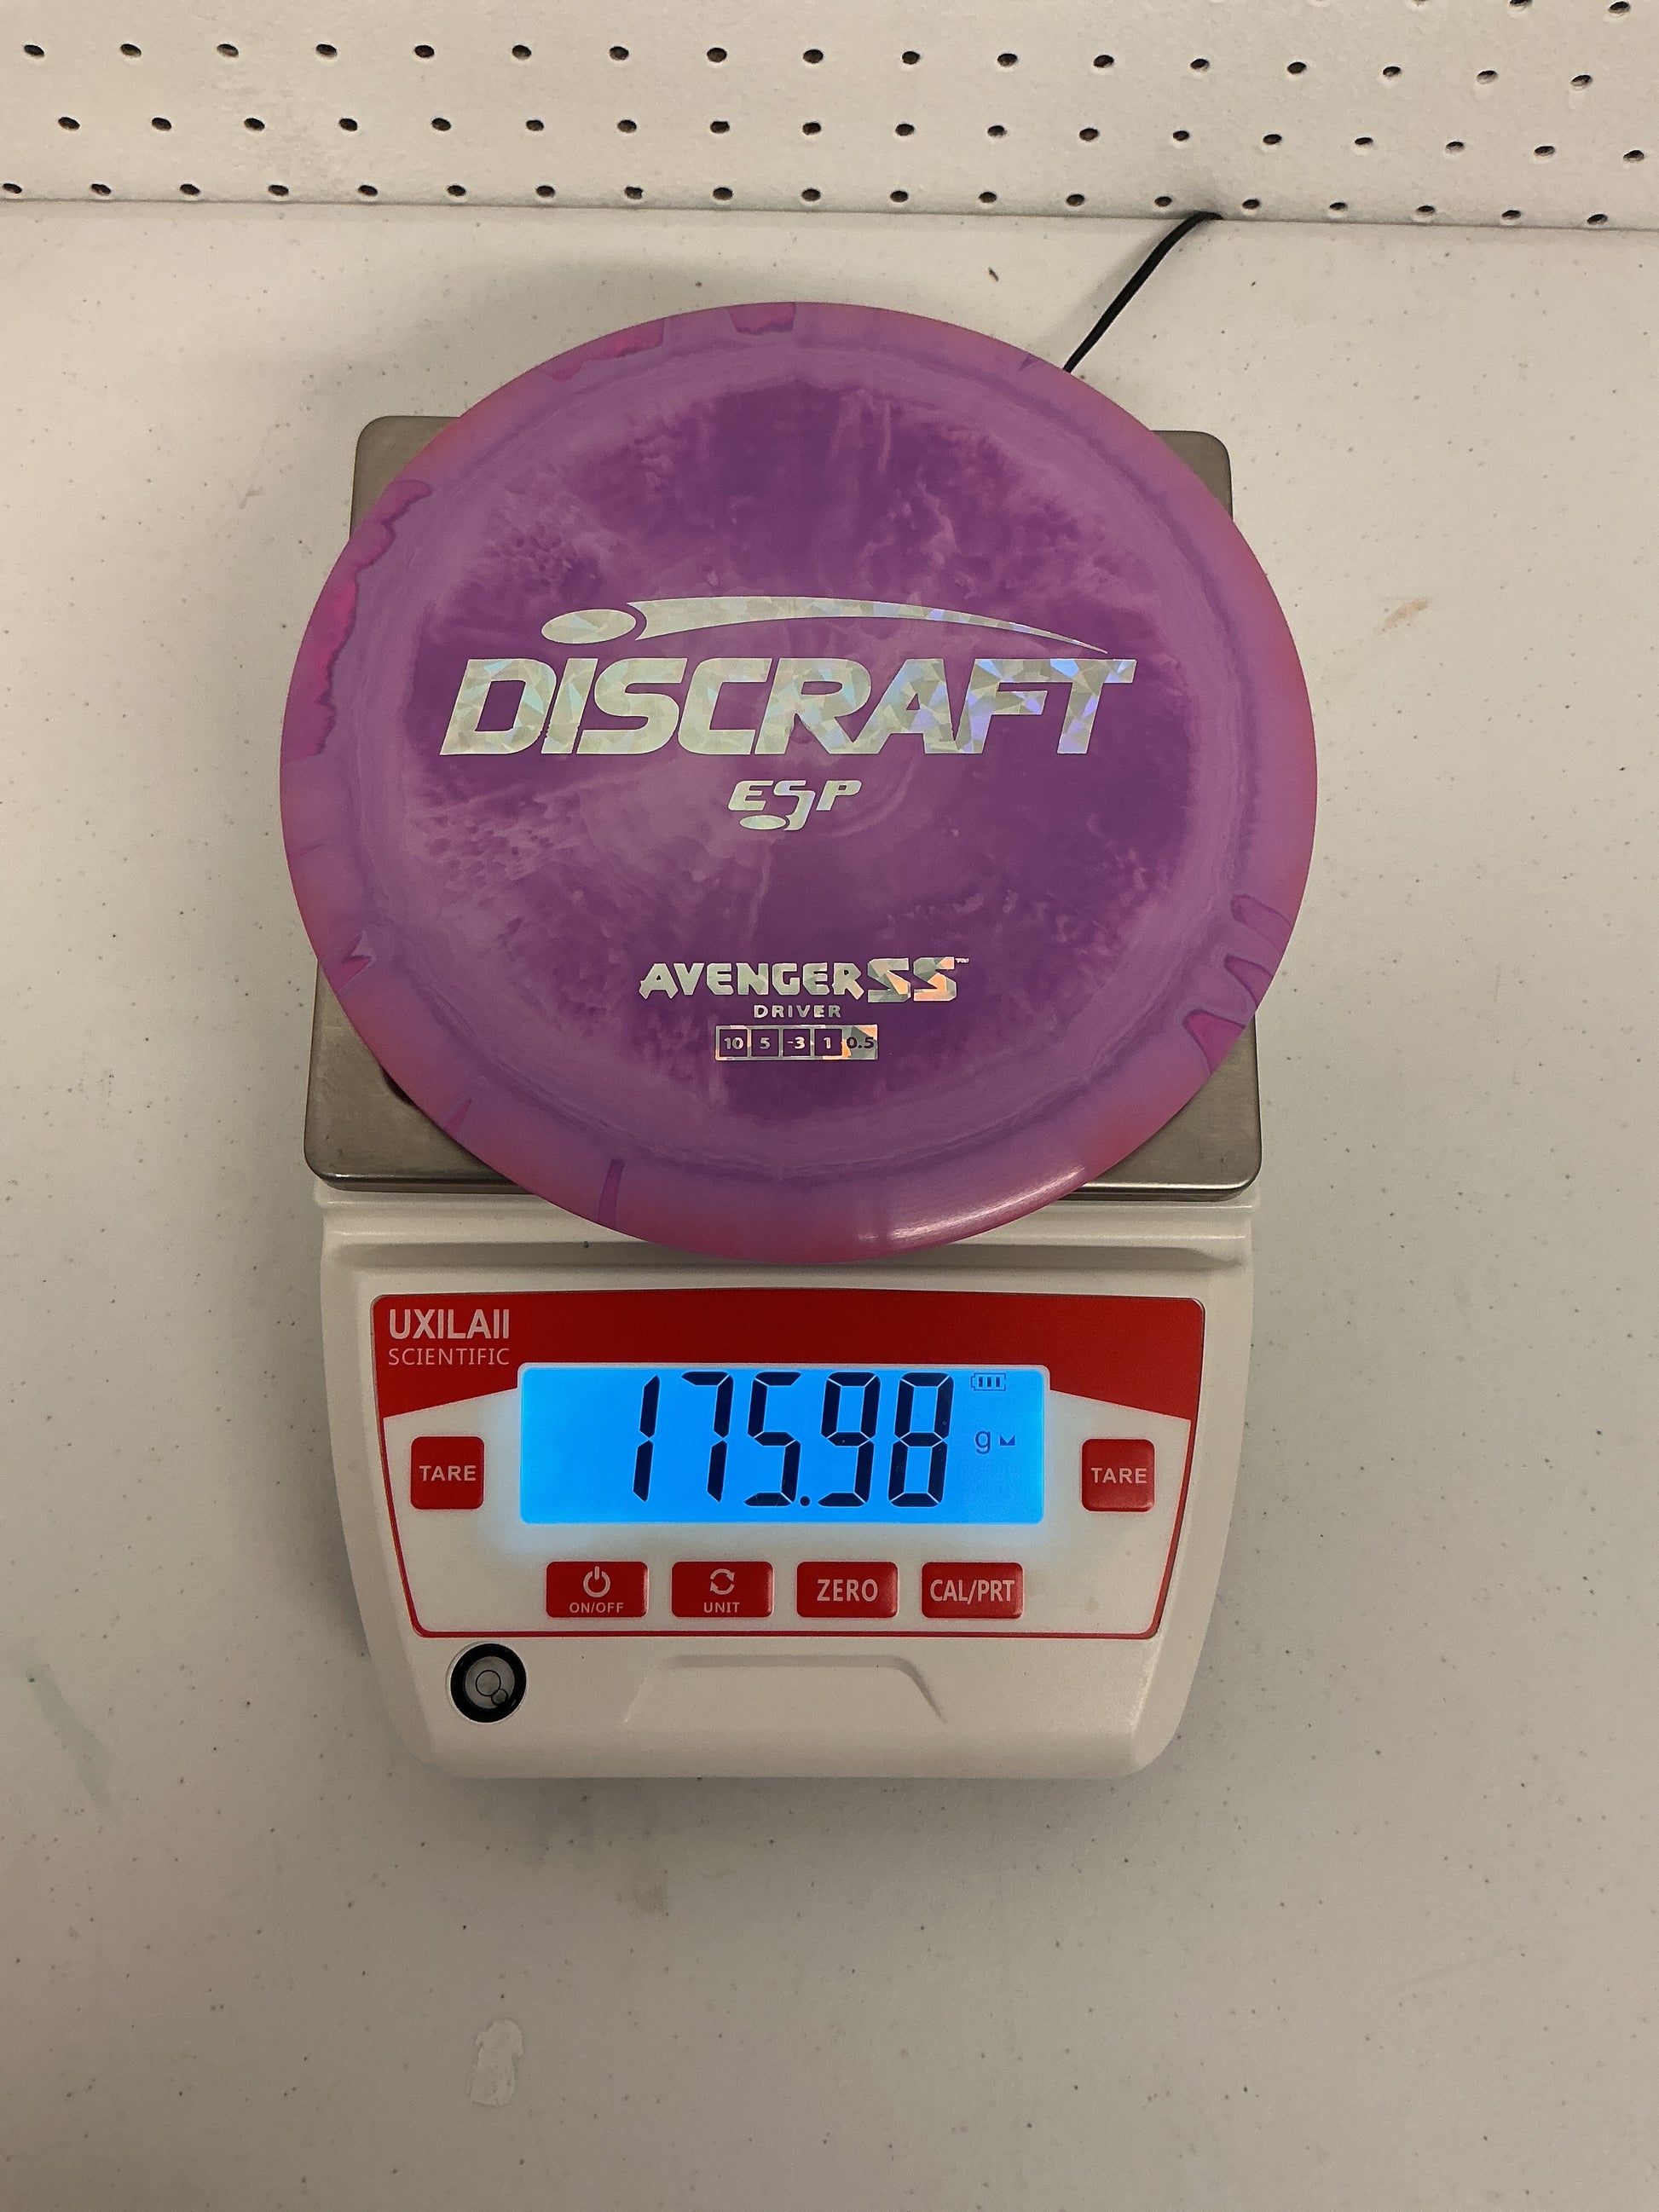 DISCRAFT
ESP
AVENGER SS™
DRIVER
10 5 -3 1 0.5
UXILAII
SCIENTIFIC
175.98 g
TARE
TARE
ON/OFF
UNIT
ZERO
CAL/PRT